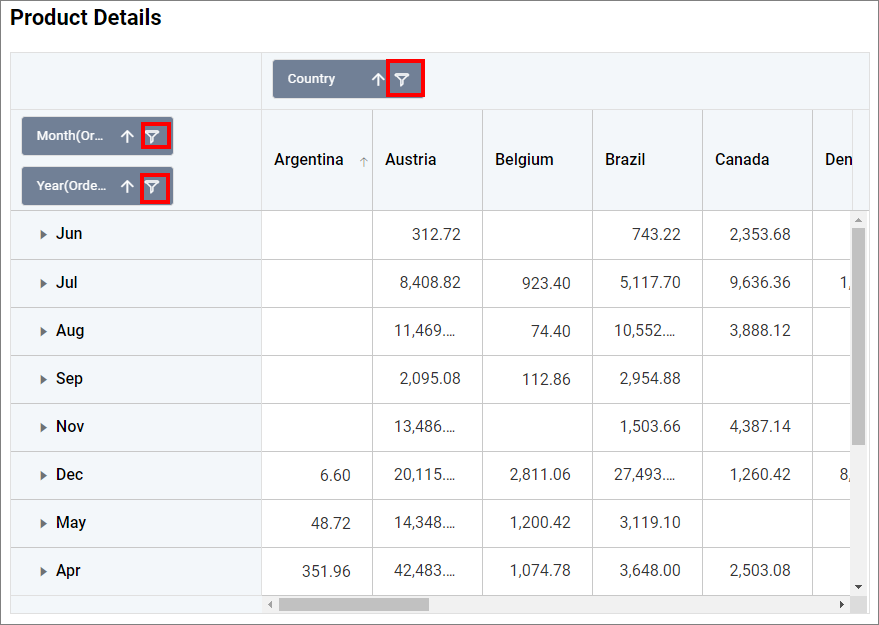 Product Details
Country
Month(Or...
Year(Orde...
Argentina Austria Belgium Brazil Canada Den
Jun 312.72 743.22 2,353.68
Jul 8,408.82 923.40 5,117.70 9,636.36 1,
Aug 11,469.... 74.40 10,552.... 3,888.12
Sep 2,095.08 112.86 2,954.88
Nov 13,486.... 1,503.66 4,387.14
Dec 6.60 20,115.... 2,811.06 27,493.... 1,260.42 8,
May 48.72 14,348.... 1,200.42 3,119.10
Apr 351.96 42,483.... 1,074.78 3,648.00 2,503.08